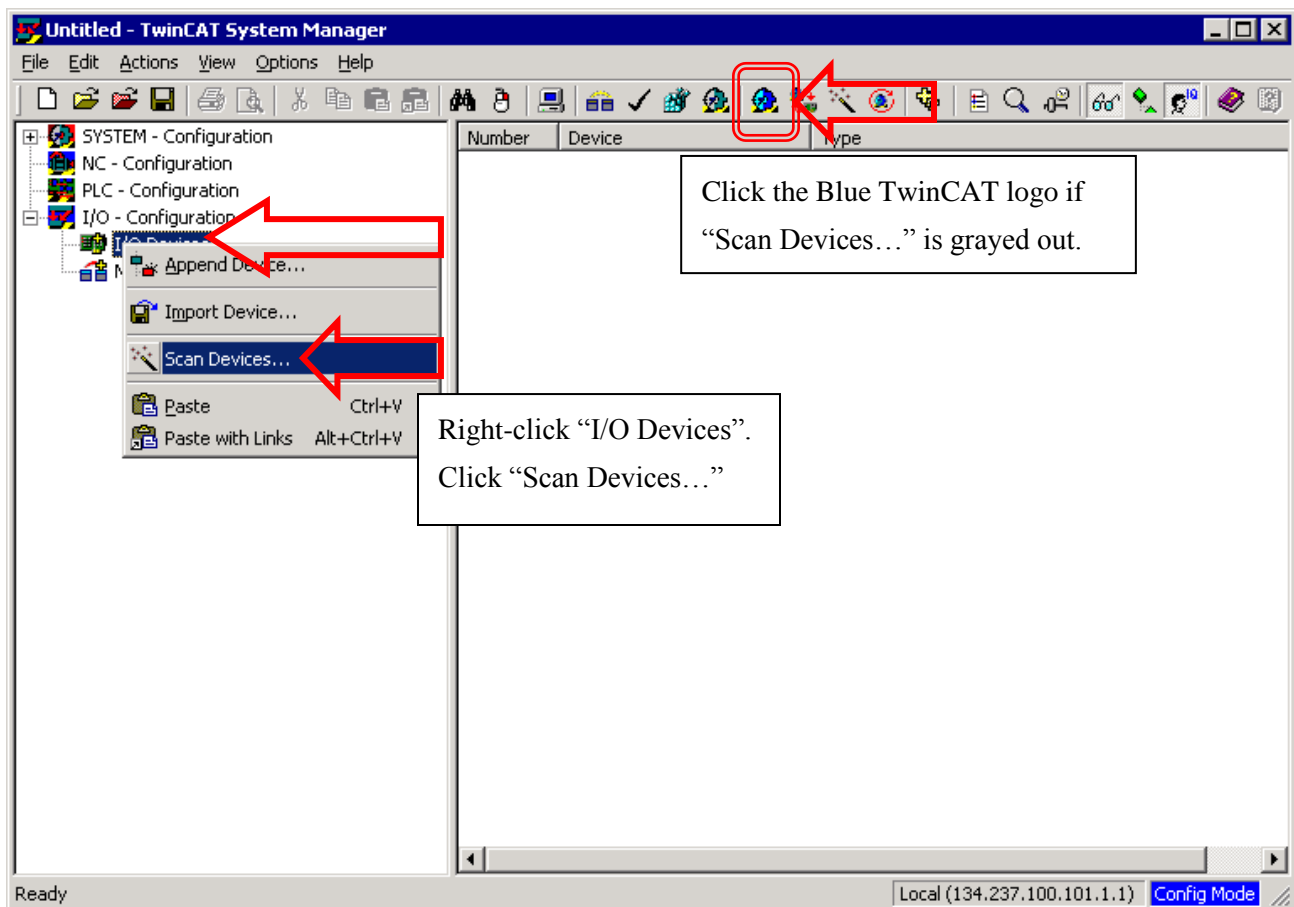 Untitled - TwinCAT System Manager
File Edit Actions View Options Help
SYSTEM - Configuration
NC - Configuration
PLC - Configuration
I/O - Configuration
Number Device Type
Click the Blue TwinCAT logo if
“Scan Devices…” is grayed out.
Append Device...
Import Device...
Scan Devices...
Paste Ctrl+V
Paste with Links Alt+Ctrl+V
Right-click “I/O Devices”.
Click “Scan Devices…”
Ready
Local (134.237.100.101.1.1) Config Mode